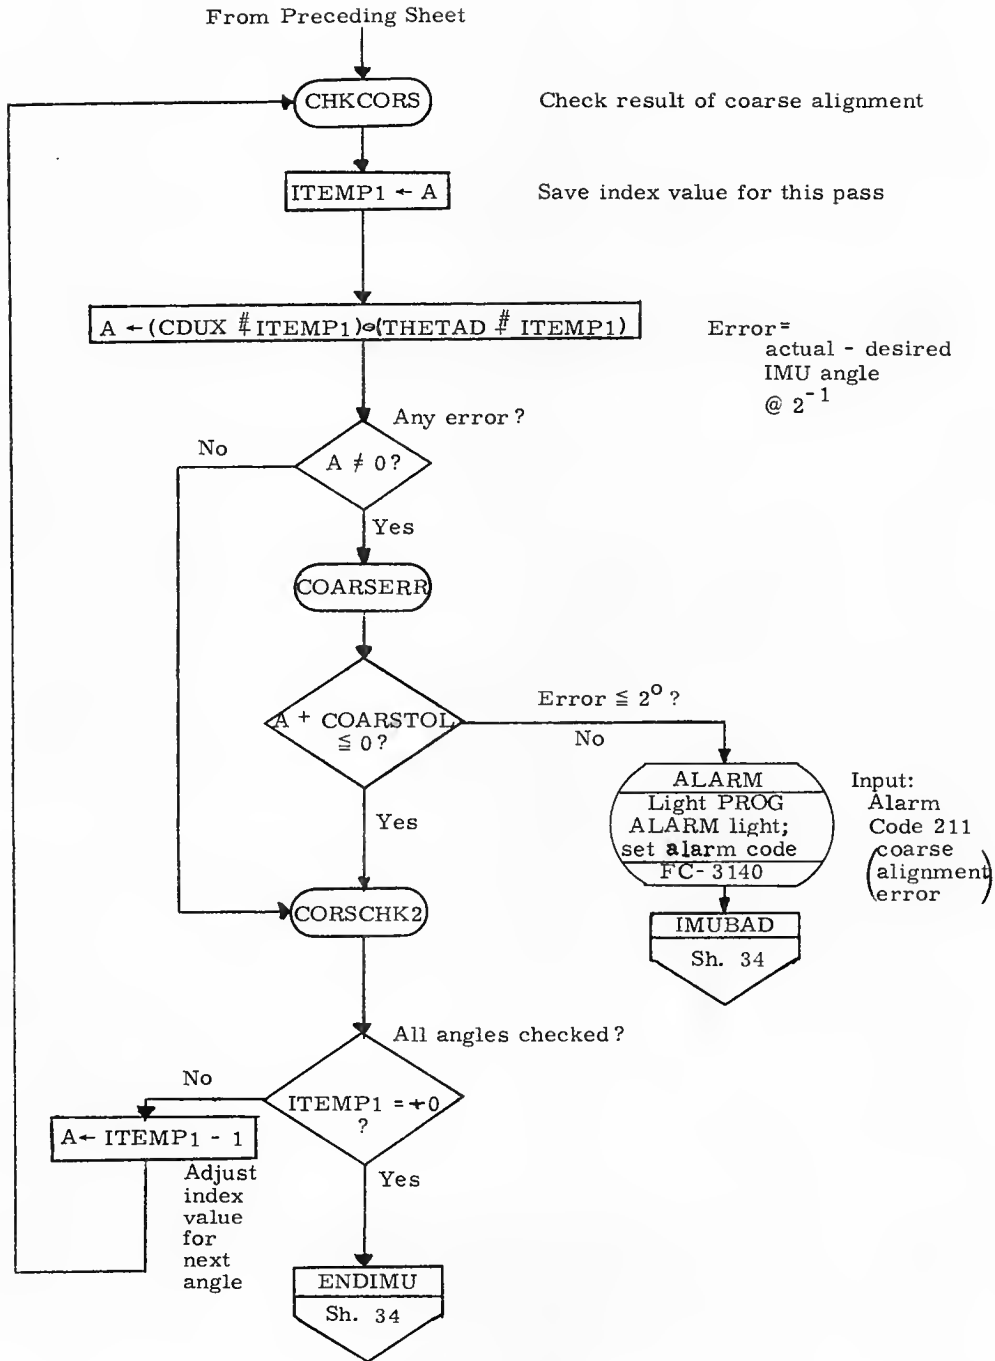 From Preceding Sheet
CHKCORS
Check result of coarse alignment
ITEMP1 ← A
Save index value for this pass
A ← (CDUX # ITEMP1) ⊖ (THETAD # ITEMP1)
Error =
actual - desired
IMU angle
@ 2⁻¹
Any error?
No
A ≠ 0?
Yes
COARSERR
A + COARSTOL
≦ 0?
Error ≦ 2°?
No
Yes
ALARM
Light PROG
ALARM light;
set alarm code
FC-3140
Input:
Alarm
Code 211
(coarse
alignment
error)
IMUBAD
Sh. 34
CORSCHK2
All angles checked?
No
ITEMP1 = +0
?
A ← ITEMP1 - 1
Yes
Adjust
index
value
for
next
angle
ENDIMU
Sh. 34